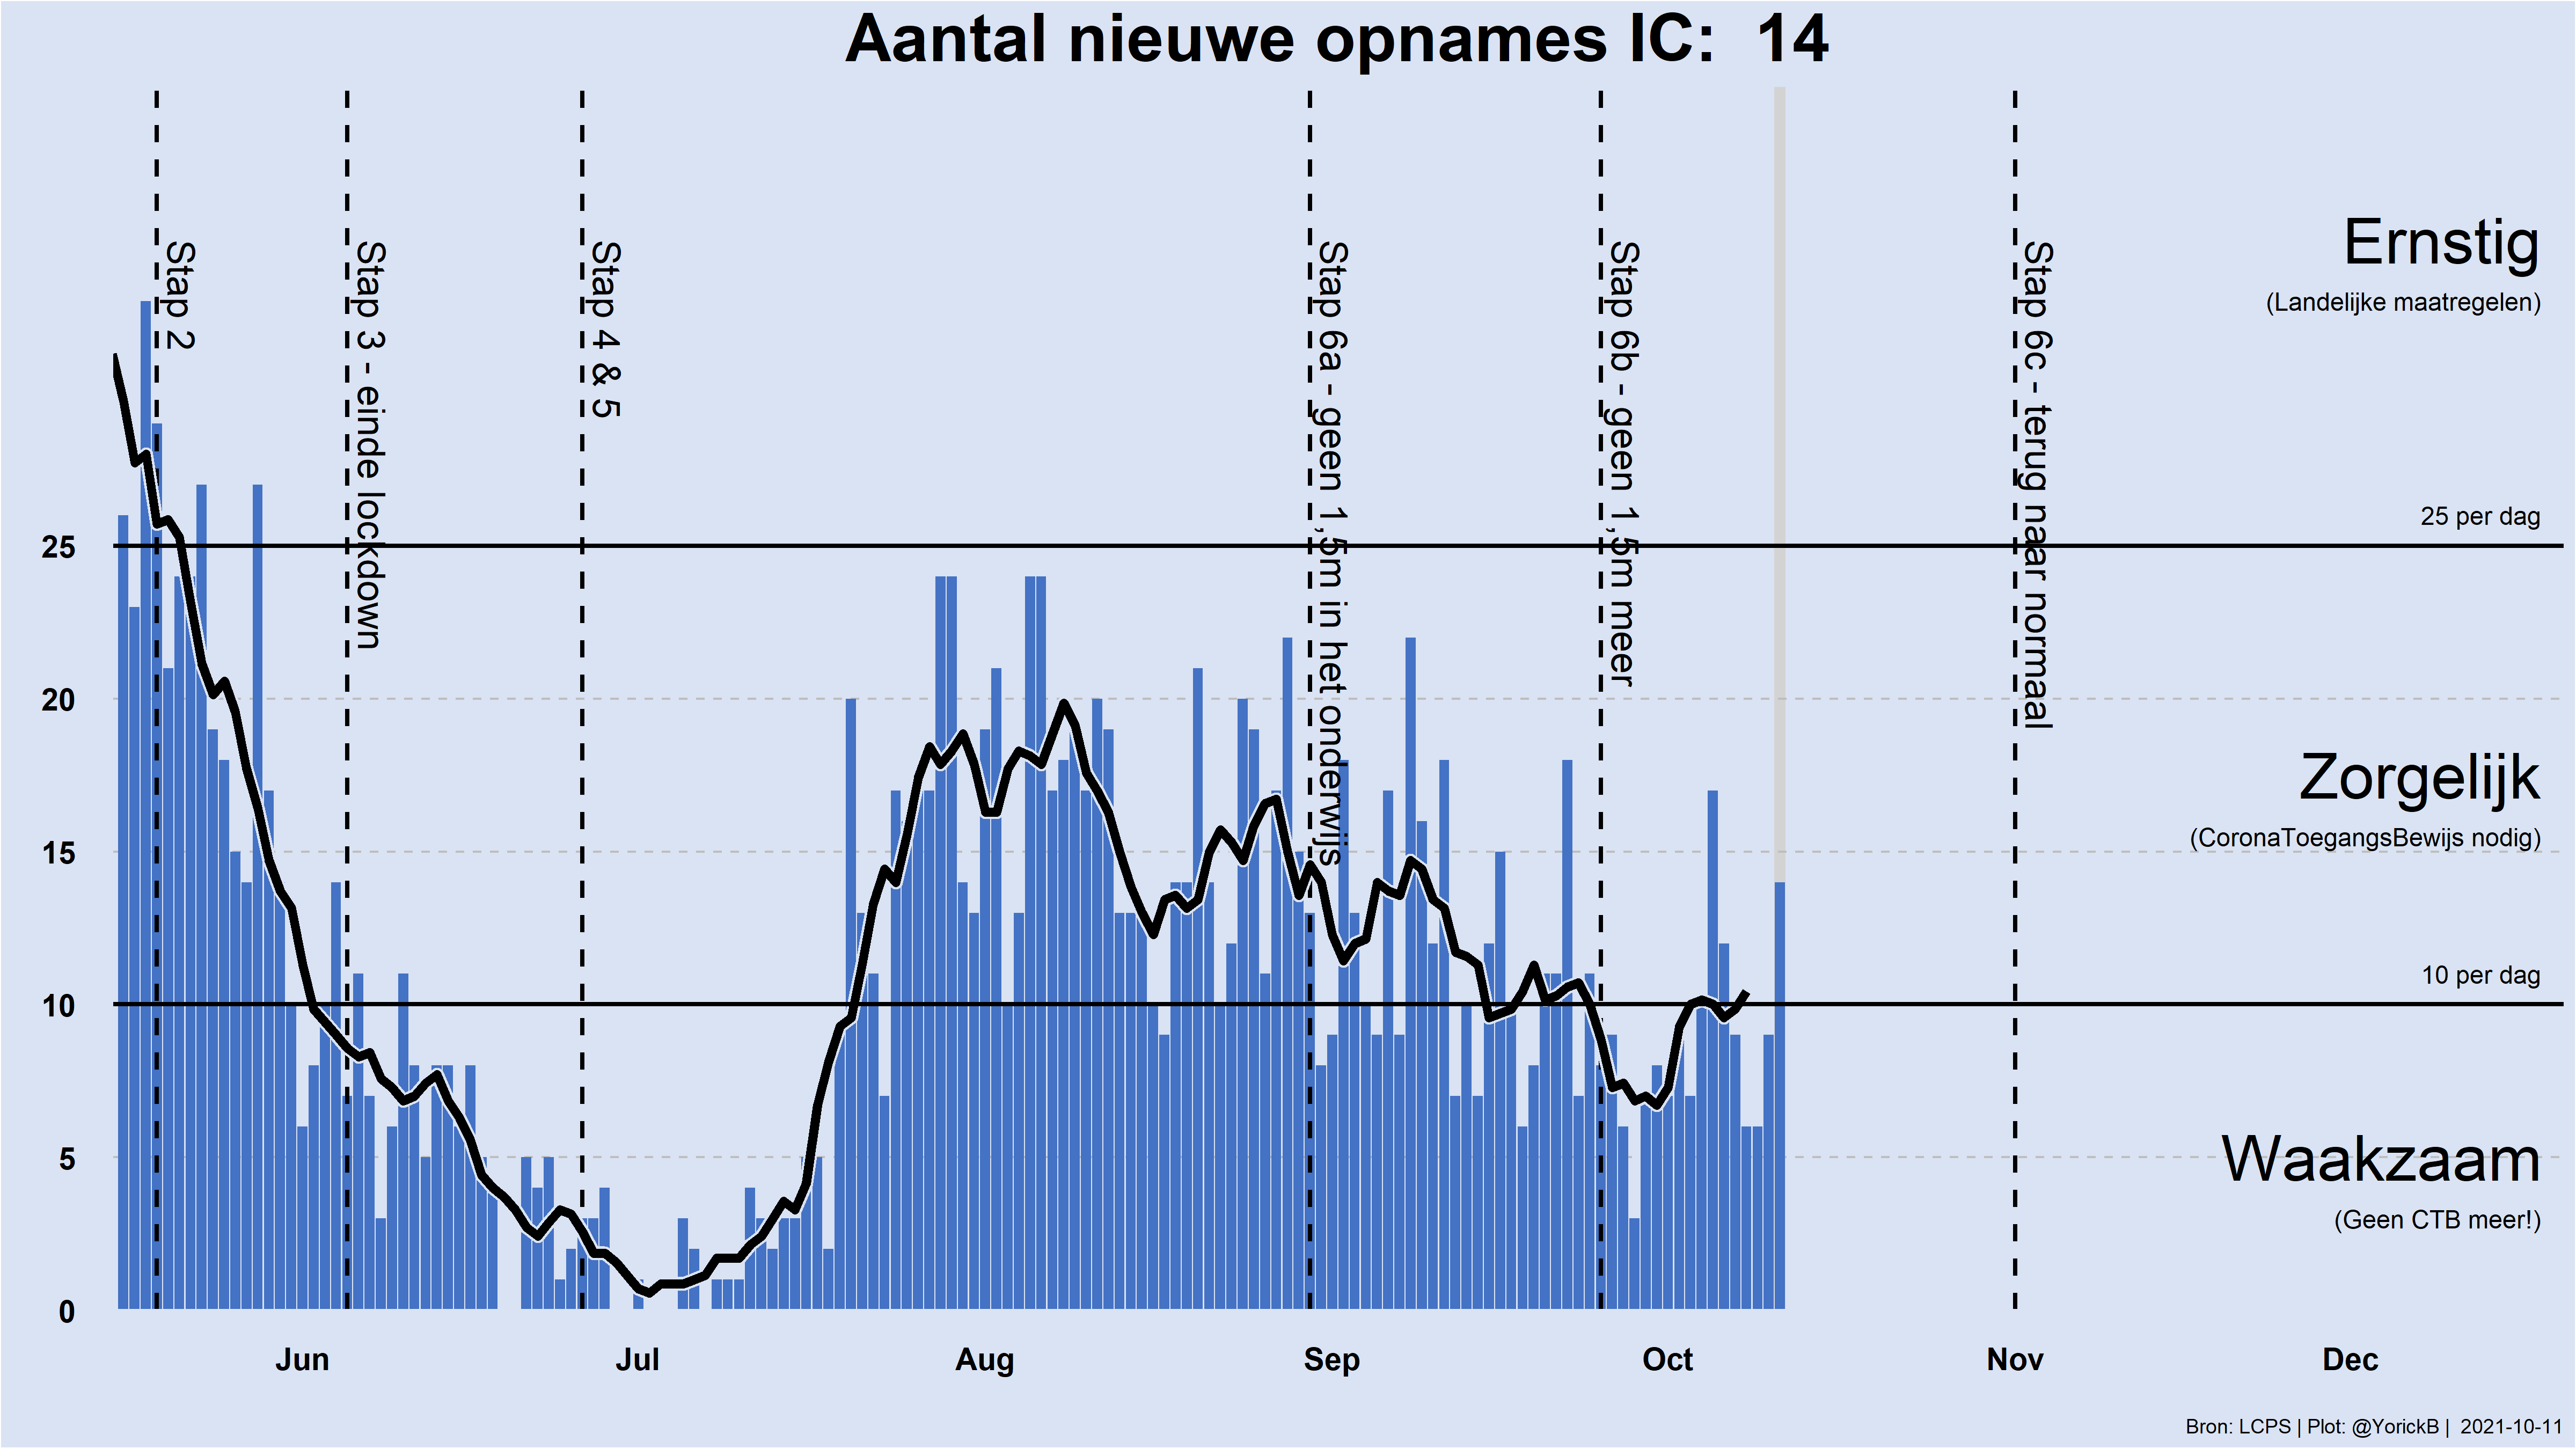 Aantal nieuwe opnames IC: 14
Stap 2
Stap 3 - einde lockdown
Stap 4 & 5
Stap 6a - geen 1,5m in het onderwijs
Stap 6b - geen 1,5m meer
Stap 6c - terug naar normaal
Ernstig
(Landelijke maatregelen)
25 per dag
Zorgelijk
(CoronaToegangsBewijs nodig)
10 per dag
Waakzaam
(Geen CTB meer!)
25
20
15
10
5
0
Jun Jul Aug Sep Oct Nov Dec
Bron: LCPS | Plot: @YorickB | 2021-10-11